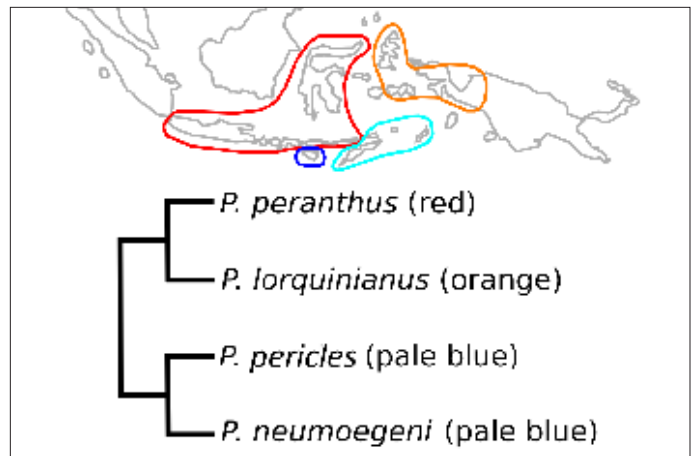 P. peranthus (red)
P. lorquinianus (orange)
P. pericles (pale blue)
P. neumoegeni (pale blue)